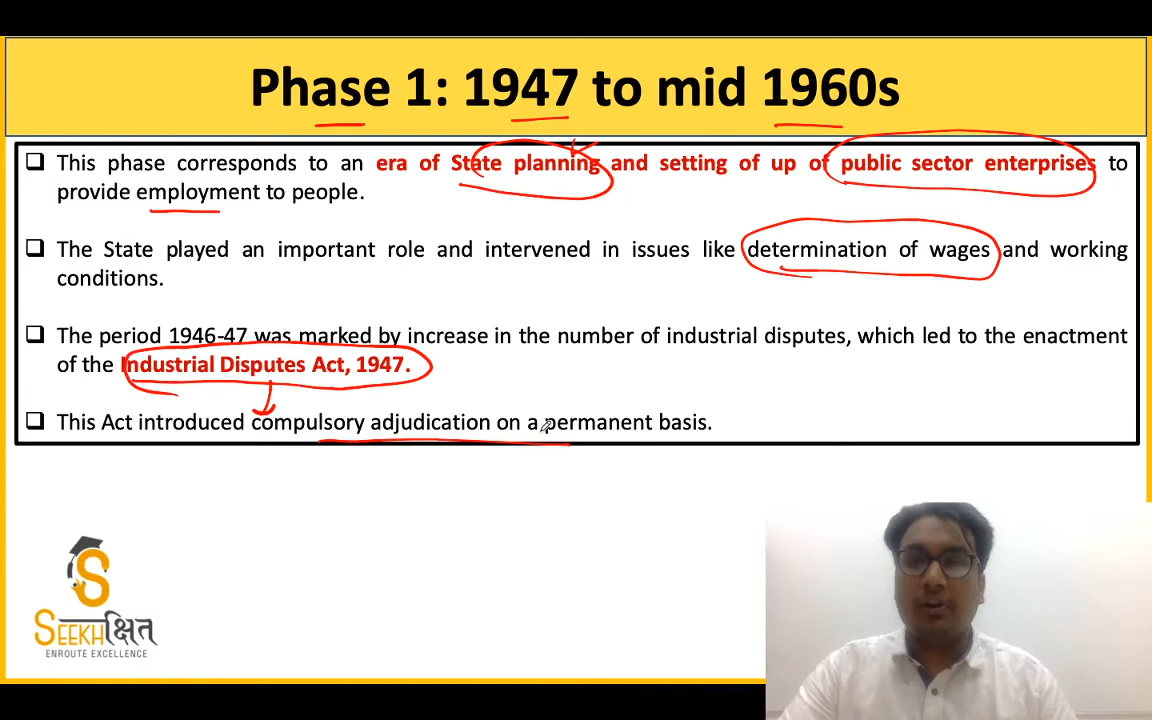 Phase 1: 1947 to mid 1960s
❑ This phase corresponds to an era of State planning and setting of up of public sector enterprises to
provide employment to people.
❑ The State played an important role and intervened in issues like determination of wages and working
conditions.
❑ The period 1946-47 was marked by increase in the number of industrial disputes, which led to the enactment
of the Industrial Disputes Act, 1947.
❑ This Act introduced compulsory adjudication on a permanent basis.
SEEKHक्षित
ENROUTE EXCELLENCE